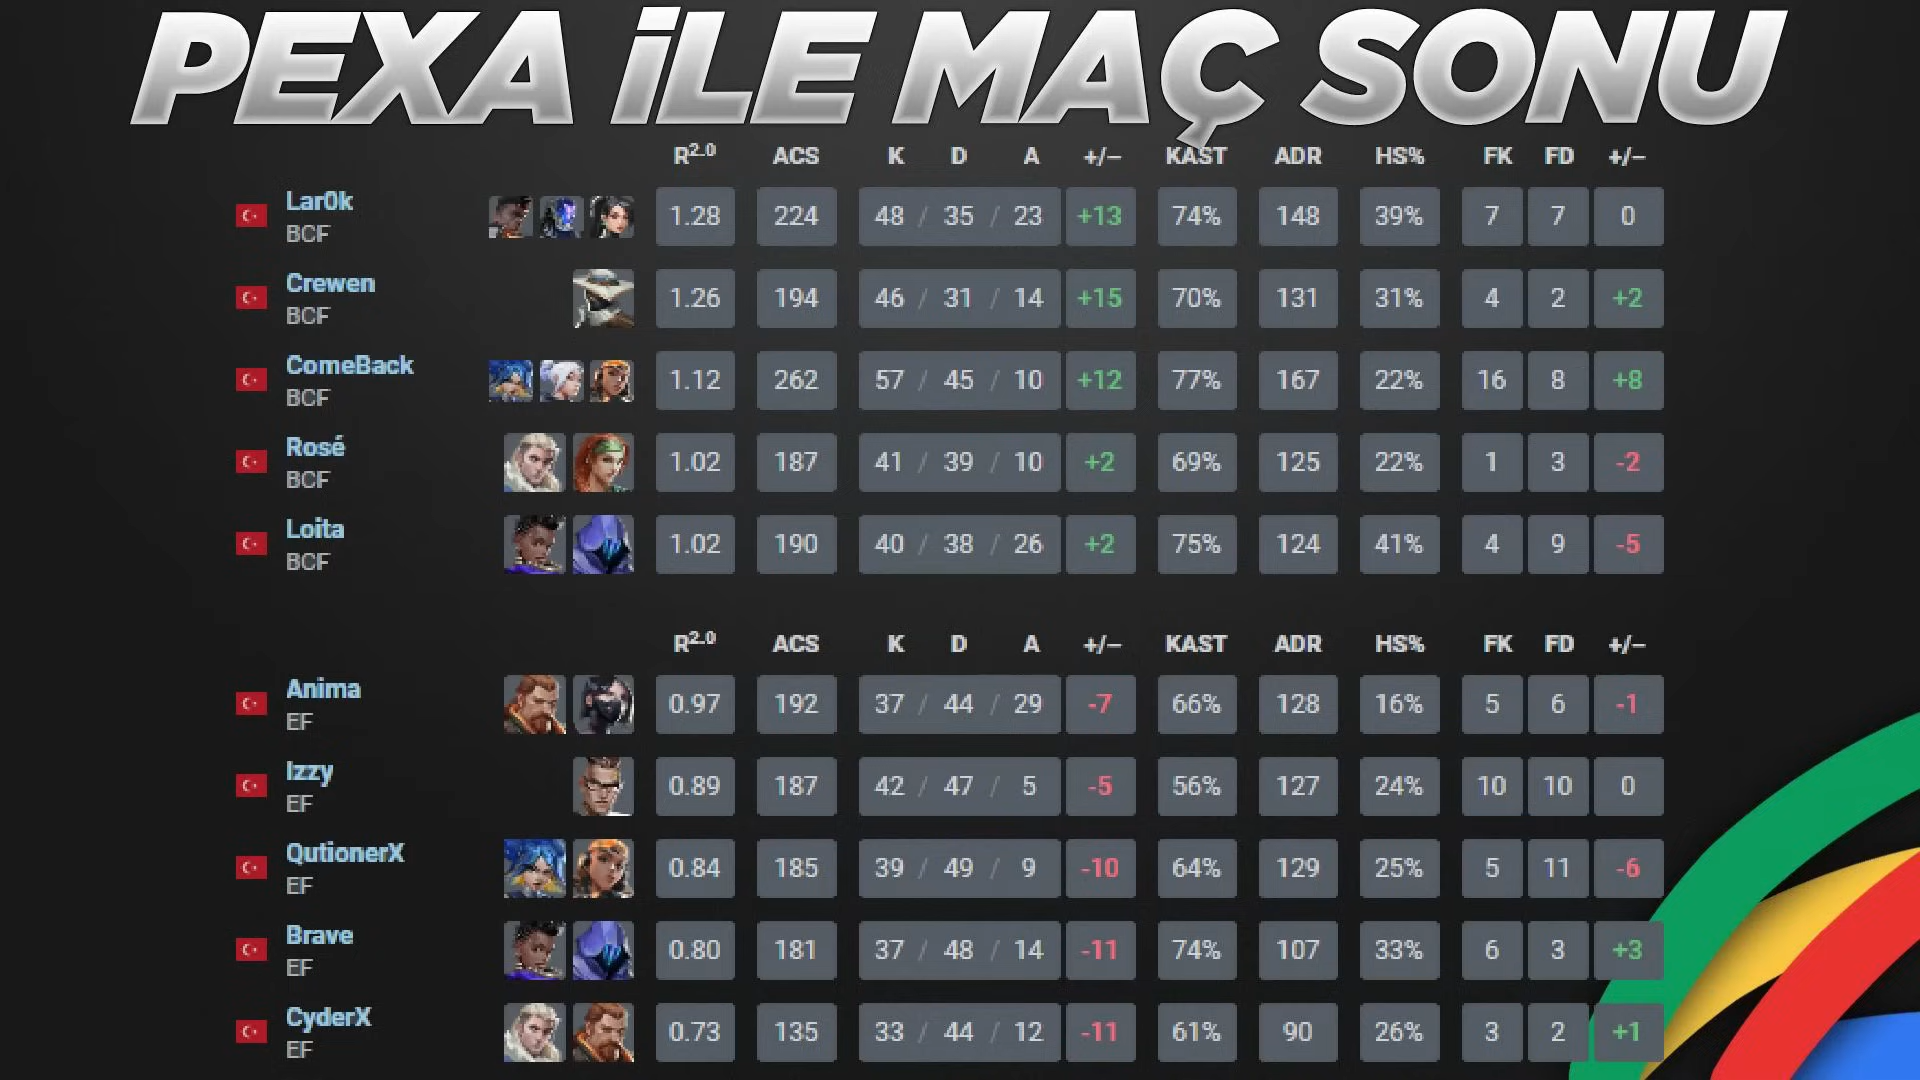 PEXA iLE MAÇ SONU
R2.0 ACS K D A +/– KAST ADR HS% FK FD +/–
Lar0k 1.28 224 48 / 35 / 23 +13 74% 148 39% 7 7 0
BCF
Crewen 1.26 194 46 / 31 / 14 +15 70% 131 31% 4 2 +2
BCF
ComeBack 1.12 262 57 / 45 / 10 +12 77% 167 22% 16 8 +8
BCF
Rosé 1.02 187 41 / 39 / 10 +2 69% 125 22% 1 3 -2
BCF
Loita 1.02 190 40 / 38 / 26 +2 75% 124 41% 4 9 -5
BCF
R2.0 ACS K D A +/– KAST ADR HS% FK FD +/–
Anima 0.97 192 37 / 44 / 29 -7 66% 128 16% 5 6 -1
EF
Izzy 0.89 187 42 / 47 / 5 -5 56% 127 24% 10 10 0
EF
QutionerX 0.84 185 39 / 49 / 9 -10 64% 129 25% 5 11 -6
EF
Brave 0.80 181 37 / 48 / 14 -11 74% 107 33% 6 3 +3
EF
CyderX 0.73 135 33 / 44 / 12 -11 61% 90 26% 3 2 +1
EF